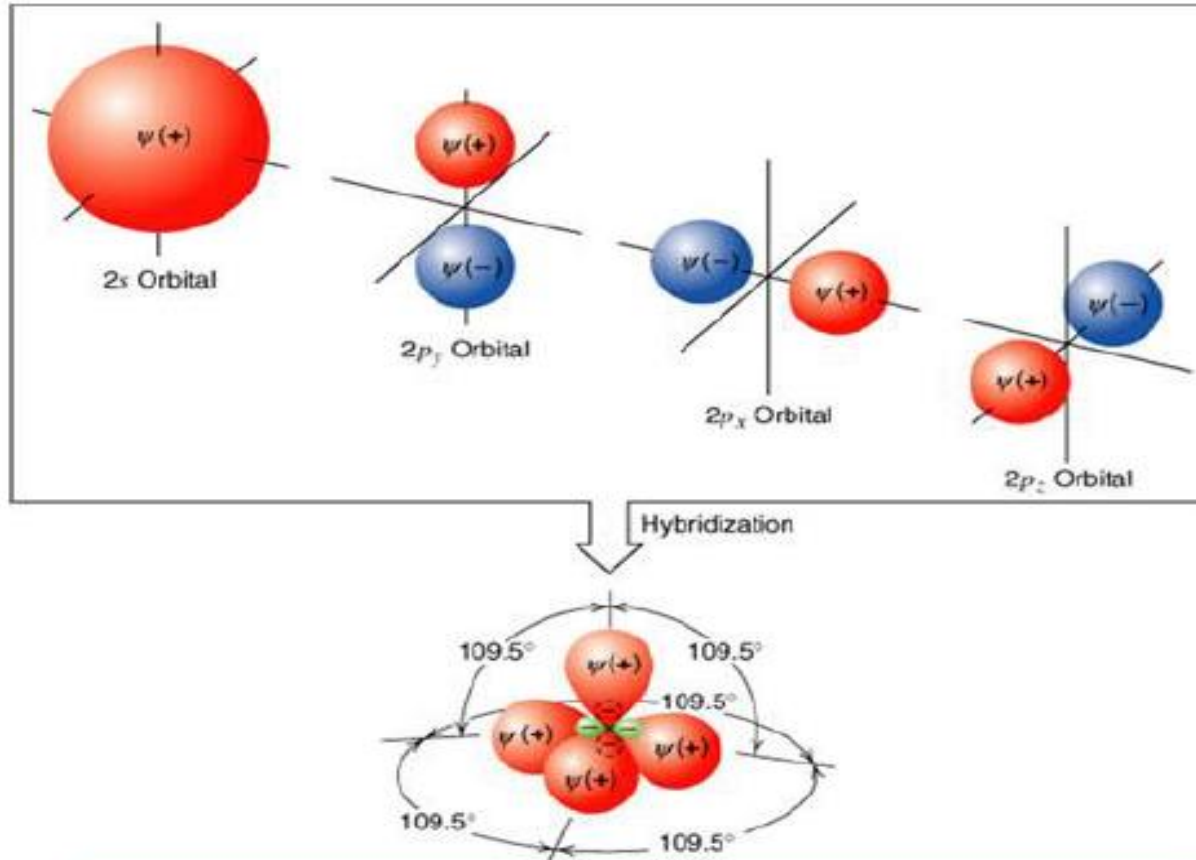 ψ(+)
2s Orbital
ψ(+)
ψ(−)
2py Orbital
ψ(−)
ψ(+)
2px Orbital
ψ(−)
ψ(+)
2pz Orbital
Hybridization
109.5°
109.5°
ψ(+)
109.5°
−
− −
−
ψ(+)
ψ(+)
ψ(+)
109.5°
109.5°